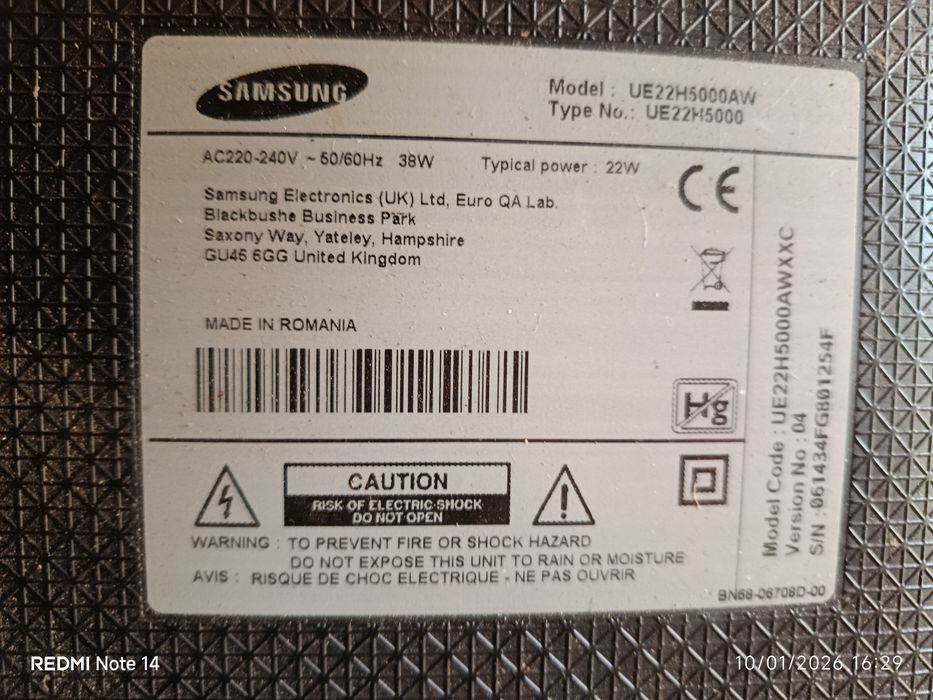 SAMSUNG
Model : UE22H5000AW
Type No.: UE22H5000
AC220-240V ~ 50/60Hz 38W Typical power : 22W
Samsung Electronics (UK) Ltd, Euro QA Lab.
Blackbushe Business Park
Saxony Way, Yateley, Hampshire
GU46 6GG United Kingdom
CE
MADE IN ROMANIA
Hg
CAUTION
RISK OF ELECTRIC SHOCK
DO NOT OPEN
WARNING : TO PREVENT FIRE OR SHOCK HAZARD
DO NOT EXPOSE THIS UNIT TO RAIN OR MOISTURE
AVIS : RISQUE DE CHOC ELECTRIQUE - NE PAS OUVRIR
Model Code : UE22H5000AWXXC
Version No : 04
S/N : 061434FG801254F
BN68-06708D-00
REDMI Note 14
10/01/2026 16:29